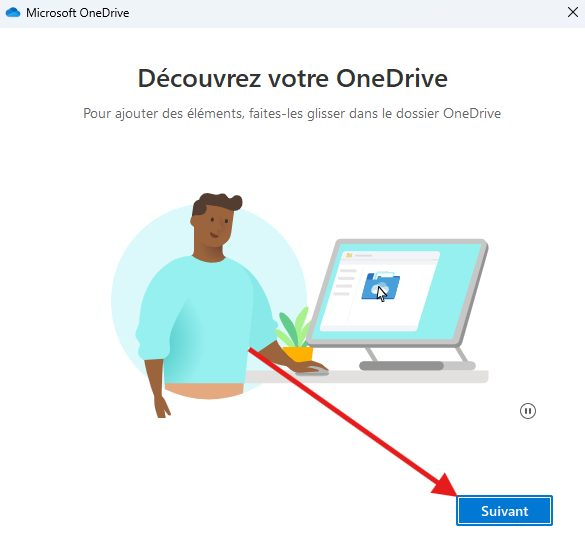 Microsoft OneDrive
Découvrez votre OneDrive
Pour ajouter des éléments, faites-les glisser dans le dossier OneDrive
Suivant